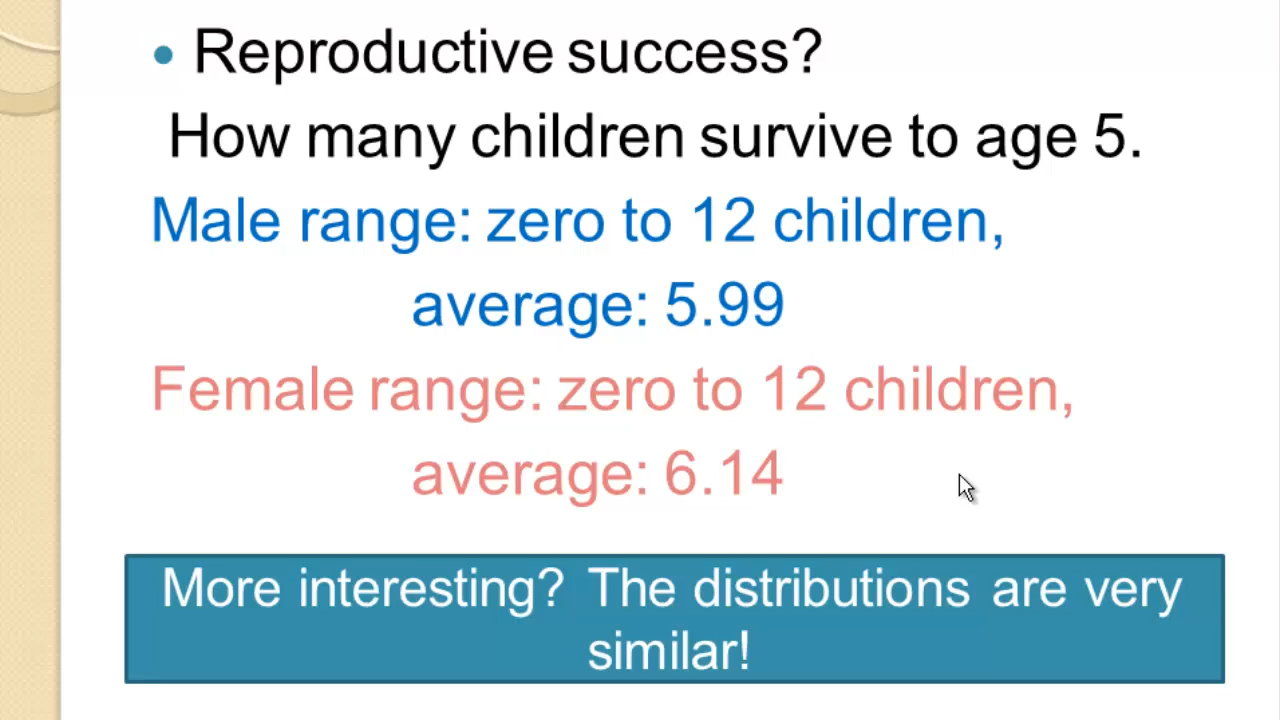 • Reproductive success?
How many children survive to age 5.
Male range: zero to 12 children,
average: 5.99
Female range: zero to 12 children,
average: 6.14
More interesting? The distributions are very
similar!